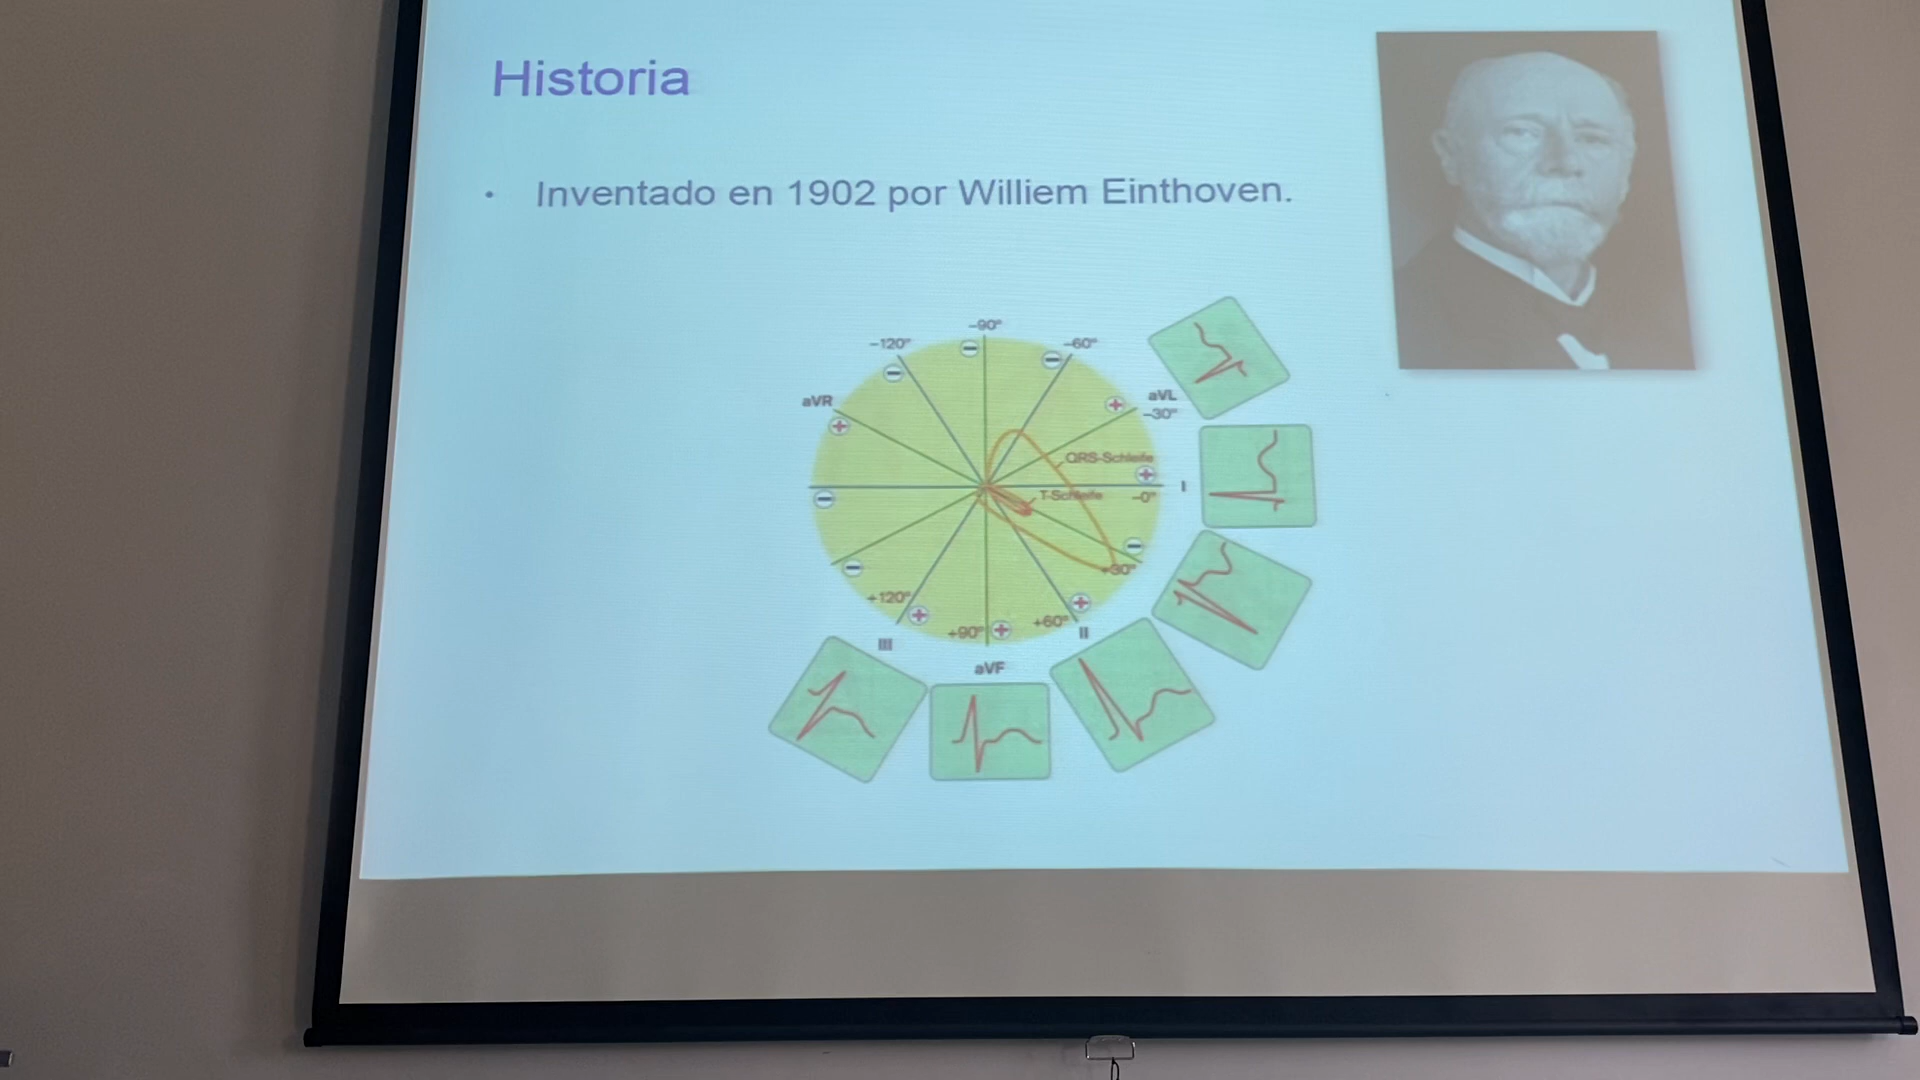 Historia
• Inventado en 1902 por Williem Einthoven.
–90°
–120°
–60°
aVR
aVL
–30°
QRS-Schleife
T-Schleife
–0°
I
+30°
+120°
+60°
+90°
II
III
aVF